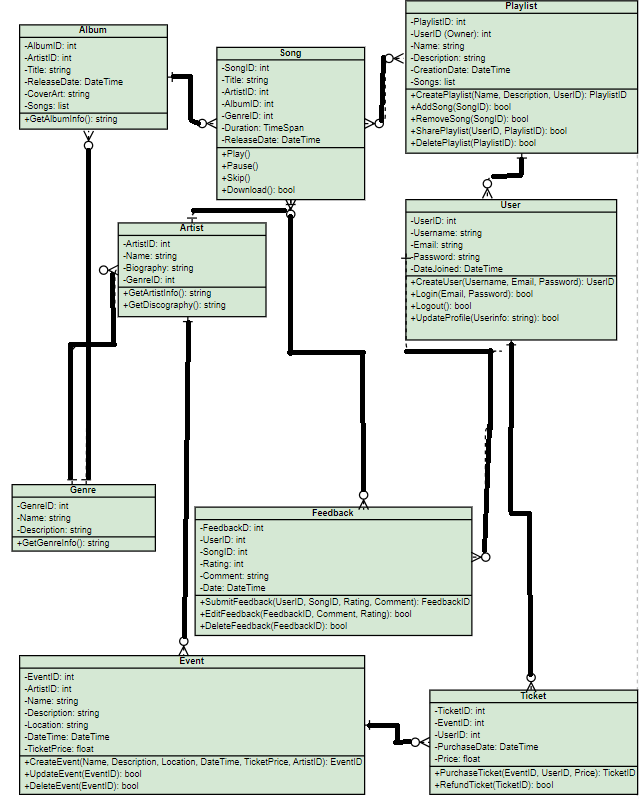 Album
-AlbumID: int
-ArtistID: int
-Title: string
-ReleaseDate: DateTime
-CoverArt: string
-Songs: list
+GetAlbumInfo(): string
Song
-SongID: int
-Title: string
-ArtistID: int
-AlbumID: int
-GenreID: int
-Duration: TimeSpan
-ReleaseDate: DateTime
+Play()
+Pause()
+Skip()
+Download(): bool
Playlist
-PlaylistID: int
-UserID (Owner): int
-Name: string
-Description: string
-CreationDate: DateTime
-Songs: list
+CreatePlaylist(Name, Description, UserID): PlaylistID
+AddSong(SongID): bool
+RemoveSong(SongID): bool
+SharePlaylist(UserID, PlaylistID): bool
+DeletePlaylist(PlaylistID): bool
Artist
-ArtistID: int
-Name: string
-Biography: string
-GenreID: int
+GetArtistInfo(): string
+GetDiscography(): string
User
-UserID: int
-Username: string
-Email: string
-Password: string
-DateJoined: DateTime
+CreateUser(Username, Email, Password): UserID
+Login(Email, Password): bool
+Logout(): bool
+UpdateProfile(Userinfo: string): bool
Genre
-GenreID: int
-Name: string
-Description: string
+GetGenreInfo(): string
Feedback
-FeedbackD: int
-UserID: int
-SongID: int
-Rating: int
-Comment: string
-Date: DateTime
+SubmitFeedback(UserID, SongID, Rating, Comment): FeedbackID
+EditFeedback(FeedbackID, Comment, Rating): bool
+DeleteFeedback(FeedbackID): bool
Event
-EventID: int
-ArtistID: int
-Name: string
-Description: string
-Location: string
-DateTime: DateTime
-TicketPrice: float
+CreateEvent(Name, Description, Location, DateTime, TicketPrice, ArtistID): EventID
+UpdateEvent(EventID): bool
+DeleteEvent(EventID): bool
Ticket
-TicketID: int
-EventID: int
-UserID: int
-PurchaseDate: DateTime
-Price: float
+PurchaseTicket(EventID, UserID, Price): TicketID
+RefundTicket(TicketID): bool